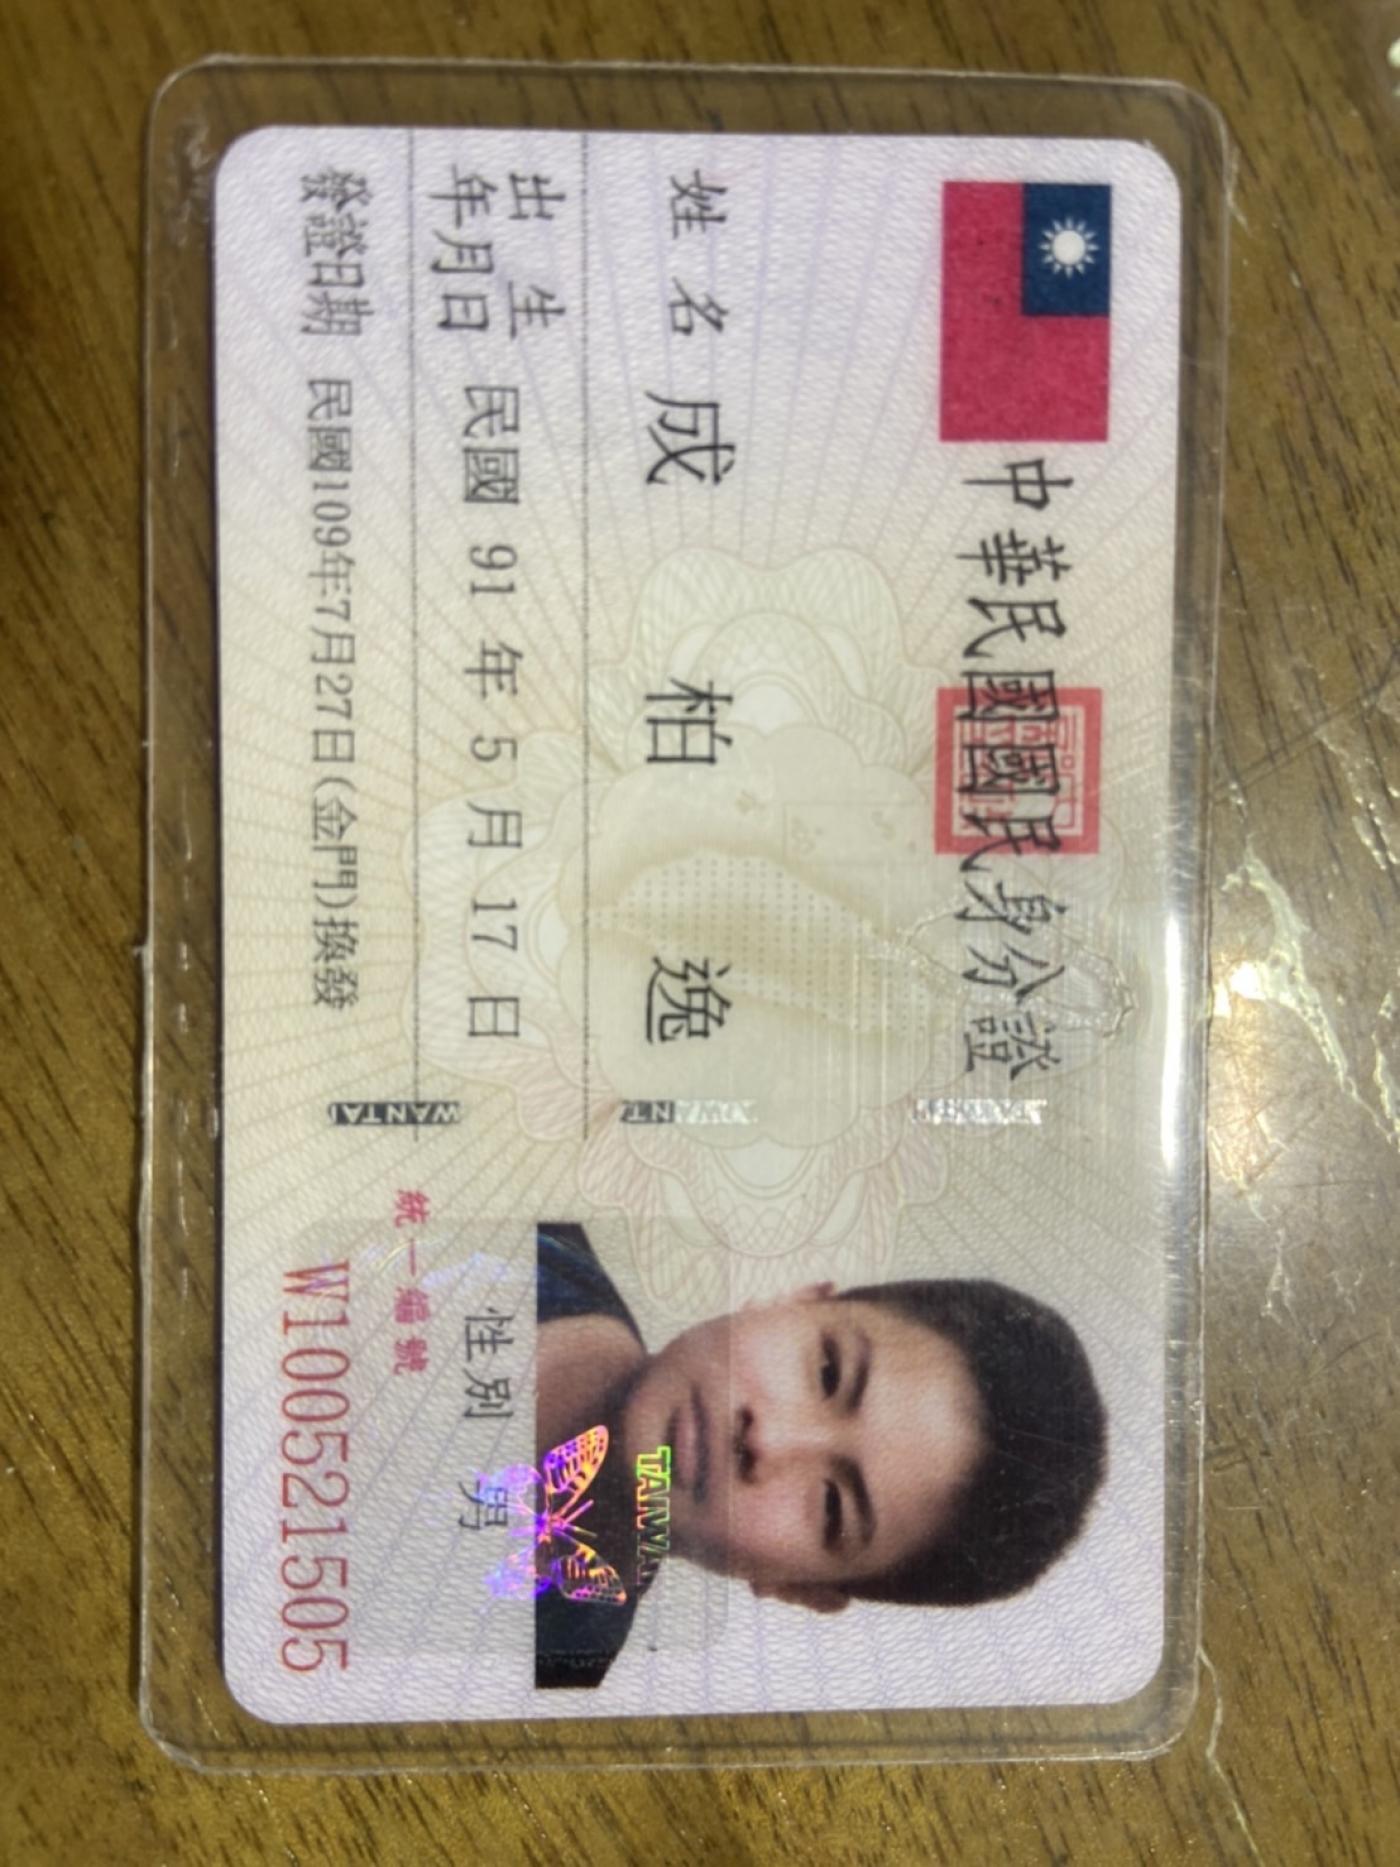 中華民國國民身分證
姓名 成柏逸
出生年月日 民國 91 年 5 月 17 日
性別 男
發證日期 民國109年7月27日(金門)換發
統一編號
W100521505
TAIWAN